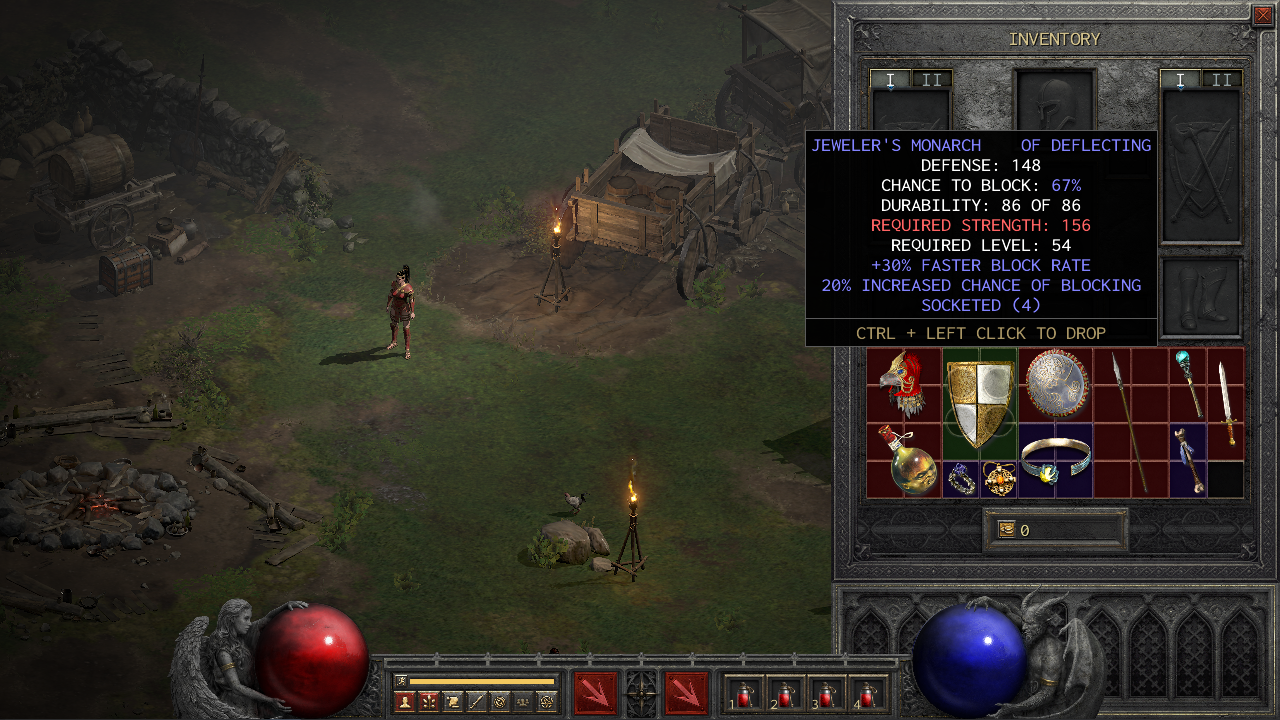 INVENTORY
I II
I II
JEWELER'S MONARCH OF DEFLECTING
DEFENSE: 148
CHANCE TO BLOCK: 67%
DURABILITY: 86 OF 86
REQUIRED STRENGTH: 156
REQUIRED LEVEL: 54
+30% FASTER BLOCK RATE
20% INCREASED CHANCE OF BLOCKING
SOCKETED (4)
CTRL + LEFT CLICK TO DROP
0
1 2 3 4